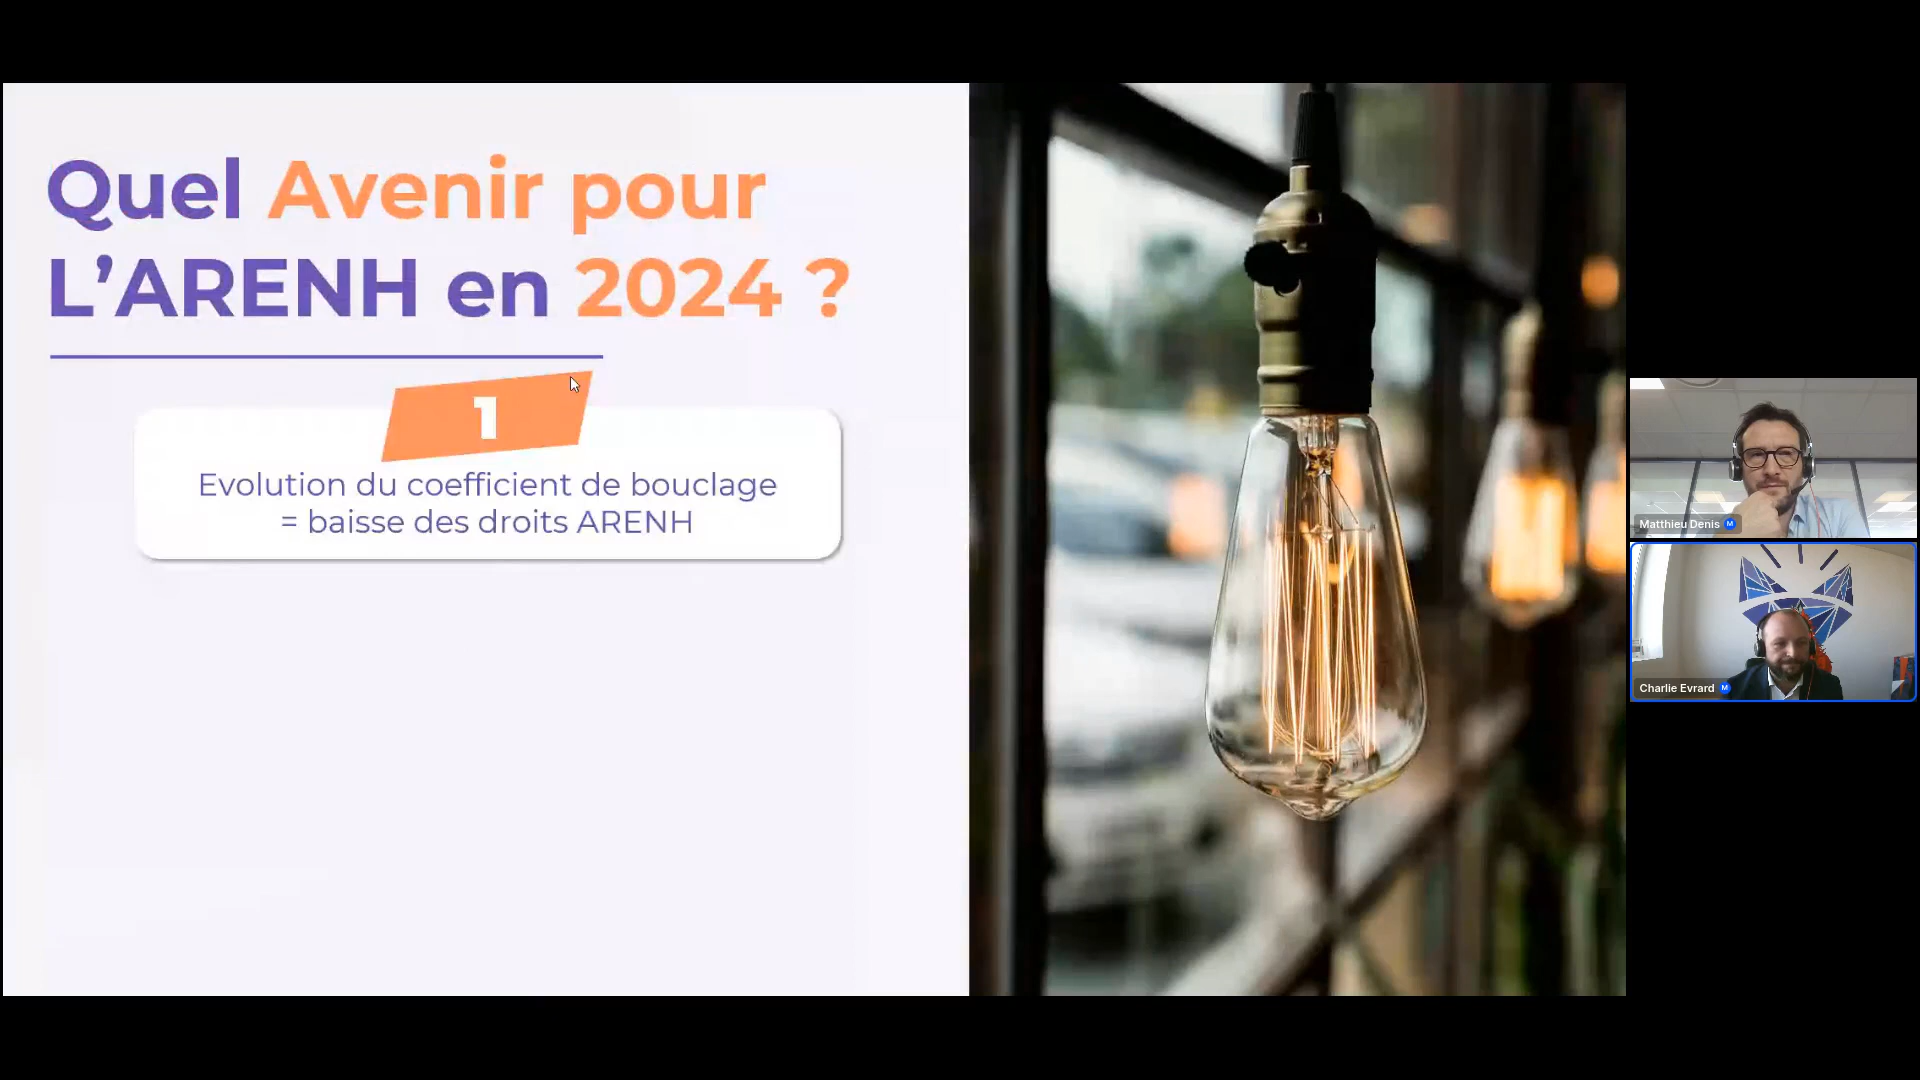 Quel Avenir pour
L’ARENH en 2024 ?
1
Evolution du coefficient de bouclage
= baisse des droits ARENH
Matthieu Denis M
Charlie Evrard M